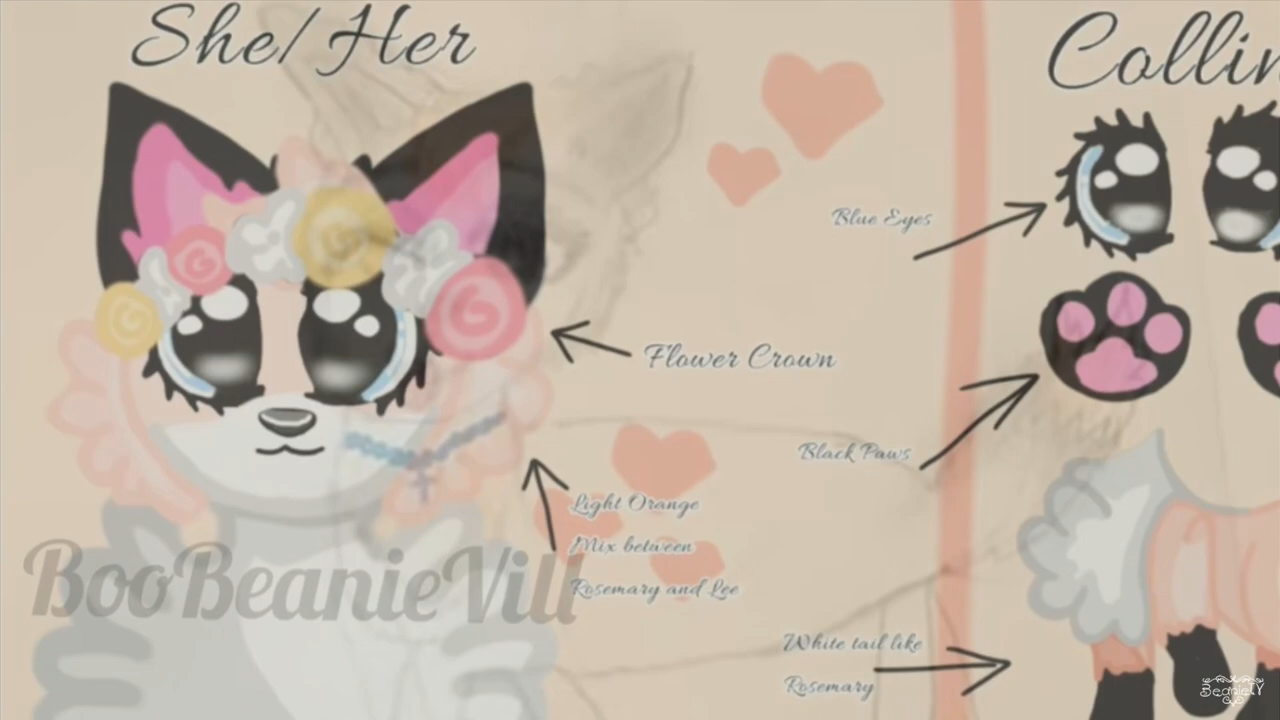 She/Her
Collin
Blue Eyes
Flower Crown
Black Paws
Light Orange
Mix between
Rosemary and Lee
BooBeanieVill
White tail like
Rosemary
BeanieTY